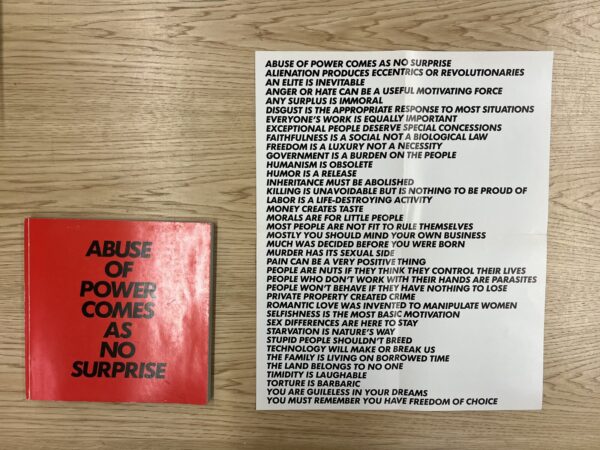 ABUSE OF POWER COMES AS NO SURPRISE
ALIENATION PRODUCES ECCENTRICS OR REVOLUTIONARIES
AN ELITE IS INEVITABLE
ANGER OR HATE CAN BE A USEFUL MOTIVATING FORCE
ANY SURPLUS IS IMMORAL
DISGUST IS THE APPROPRIATE RESPONSE TO MOST SITUATIONS
EVERYONE'S WORK IS EQUALLY IMPORTANT
EXCEPTIONAL PEOPLE DESERVE SPECIAL CONCESSIONS
FAITHFULNESS IS A SOCIAL NOT A BIOLOGICAL LAW
FREEDOM IS A LUXURY NOT A NECESSITY
GOVERNMENT IS A BURDEN ON THE PEOPLE
HUMANISM IS OBSOLETE
HUMOR IS A RELEASE
INHERITANCE MUST BE ABOLISHED
KILLING IS UNAVOIDABLE BUT IS NOTHING TO BE PROUD OF
LABOR IS A LIFE-DESTROYING ACTIVITY
MONEY CREATES TASTE
MORALS ARE FOR LITTLE PEOPLE
MOST PEOPLE ARE NOT FIT TO RULE THEMSELVES
MOSTLY YOU SHOULD MIND YOUR OWN BUSINESS
MUCH WAS DECIDED BEFORE YOU WERE BORN
MURDER HAS ITS SEXUAL SIDE
PAIN CAN BE A VERY POSITIVE THING
PEOPLE ARE NUTS IF THEY THINK THEY CONTROL THEIR LIVES
PEOPLE WHO DON'T WORK WITH THEIR HANDS ARE PARASITES
PEOPLE WON'T BEHAVE IF THEY HAVE NOTHING TO LOSE
PRIVATE PROPERTY CREATED CRIME
ROMANTIC LOVE WAS INVENTED TO MANIPULATE WOMEN
SELFISHNESS IS THE MOST BASIC MOTIVATION
SEX DIFFERENCES ARE HERE TO STAY
STARVATION IS NATURE'S WAY
STUPID PEOPLE SHOULDN'T BREED
TECHNOLOGY WILL MAKE OR BREAK US
THE FAMILY IS LIVING ON BORROWED TIME
THE LAND BELONGS TO NO ONE
TIMIDITY IS LAUGHABLE
TORTURE IS BARBARIC
YOU ARE GUILELESS IN YOUR DREAMS
YOU MUST REMEMBER YOU HAVE FREEDOM OF CHOICE
ABUSE
OF
POWER
COMES
AS
NO
SURPRISE